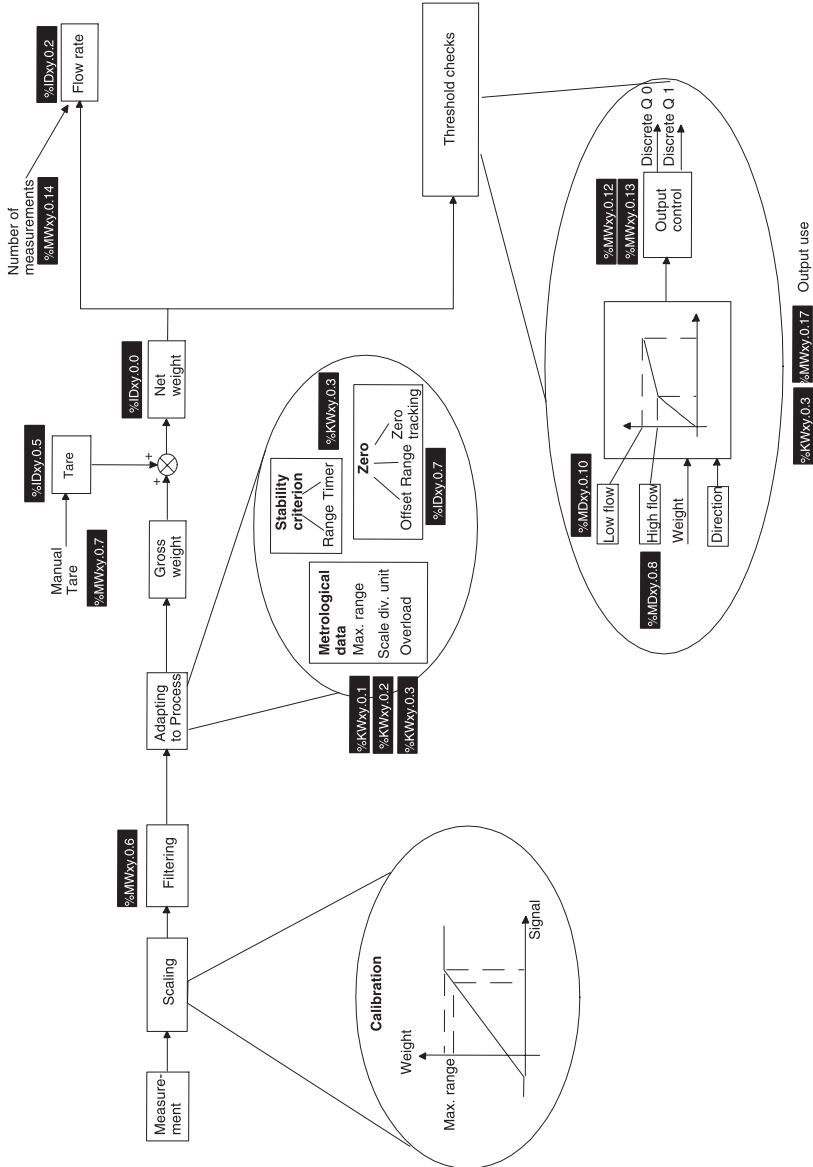 Measure-
ment
Scaling
Filtering
%MWxy.0.6
Adapting
to Process
Gross
weight
Manual
Tare
%MWxy.0.7
Tare
%IDxy.0.5
+
+
Net
weight
%IDxy.0.0
Number of
measurements
%MWxy.0.14
Flow rate
%IDxy.0.2
Calibration
Weight
Max. range
Signal
%KWxy.0.1
%KWxy.0.2
%KWxy.0.3
Metrological
data
Max. range
Scale div. unit
Overload
Stability
criterion
Range Timer
%KWxy.0.3
Zero
Offset Range Zero
tracking
%IDxy.0.7
Threshold checks
%MDxy.0.10
Low flow
High flow
%MDxy.0.8
Weight
Direction
%MWxy.0.12
%MWxy.0.13
Output
control
Discrete Q 0
Discrete Q 1
%KWxy.0.3
%MWxy.0.17
Output use